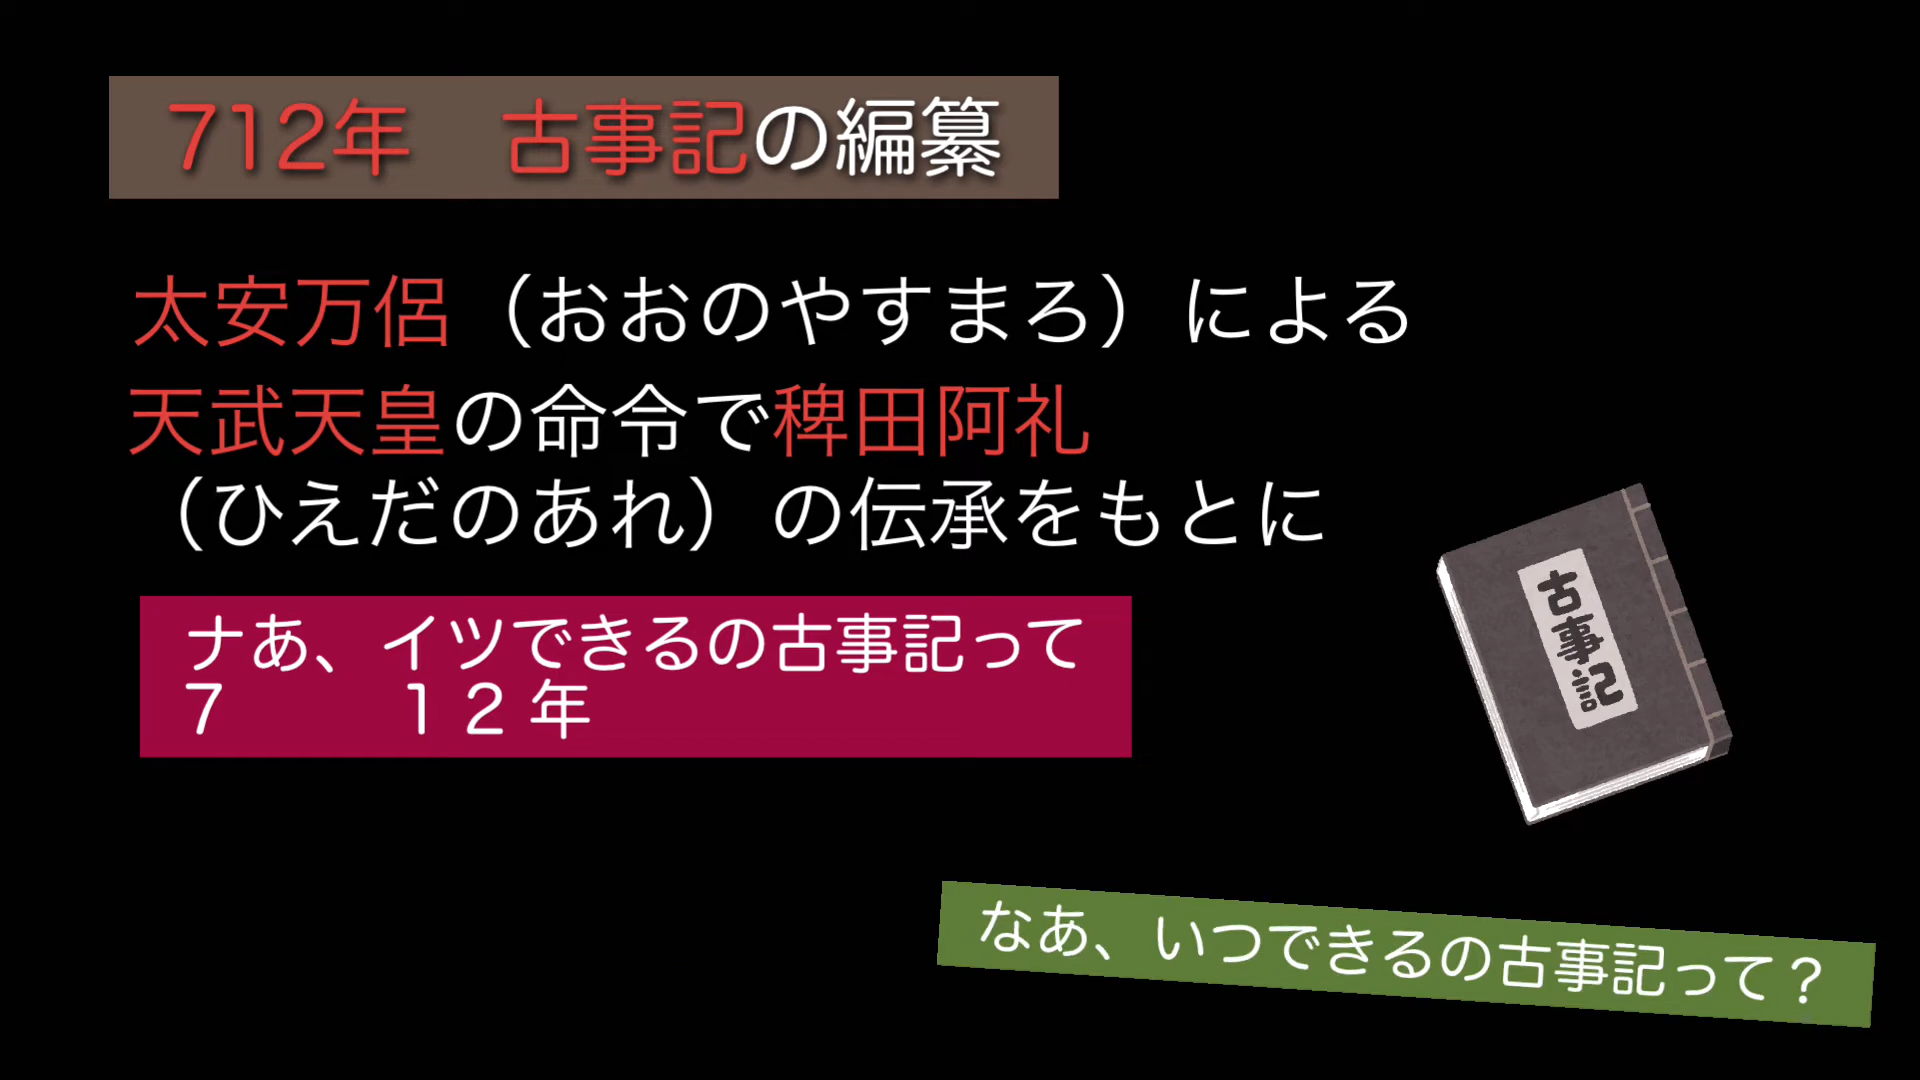 712年　古事記の編纂
太安万侶（おおのやすまろ）による
天武天皇の命令で稗田阿礼
（ひえだのあれ）の伝承をもとに
ナあ、イツできるの古事記って
７　　　１２年
古事記
なあ、いつできるの古事記って？